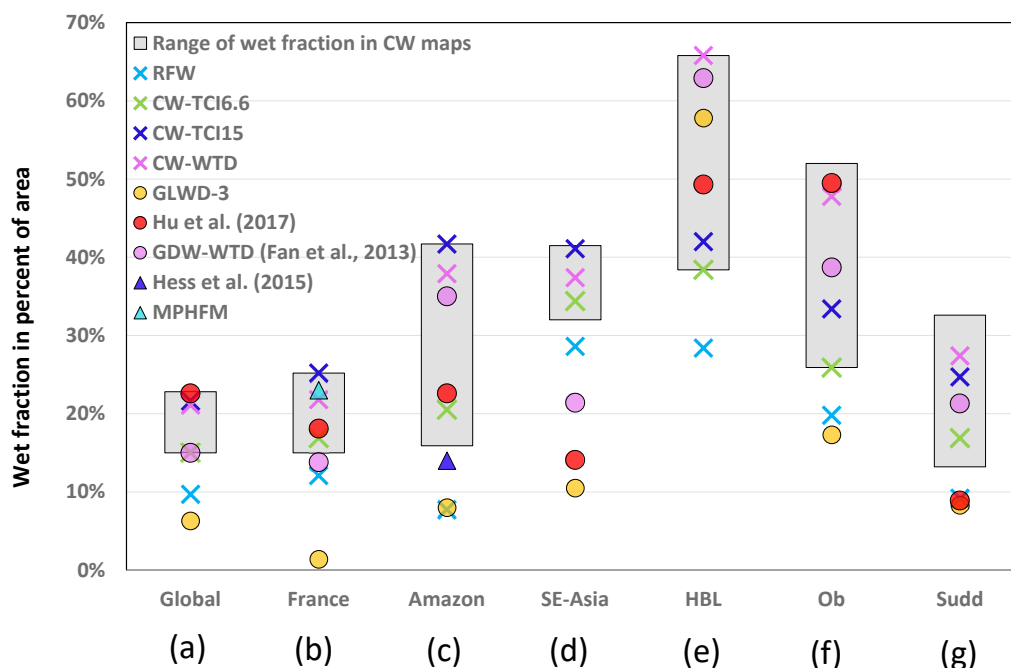 70%
60%
50%
40%
30%
20%
10%
0%
Wet fraction in percent of area
Range of wet fraction in CW maps
RFW
CW-TCI6.6
CW-TCI15
CW-WTD
GLWD-3
Hu et al. (2017)
GDW-WTD (Fan et al., 2013)
Hess et al. (2015)
MPHFM
Global France Amazon SE-Asia HBL Ob Sudd
(a) (b) (c) (d) (e) (f) (g)